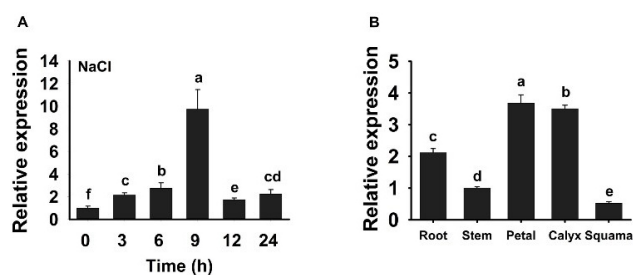 A
Relative expression
14
12
10
8
6
4
2
0
NaCl
f c b a e cd
0 3 6 9 12 24
Time (h)
B
Relative expression
5
4
3
2
1
0
c d a b e
Root Stem Petal Calyx Squama